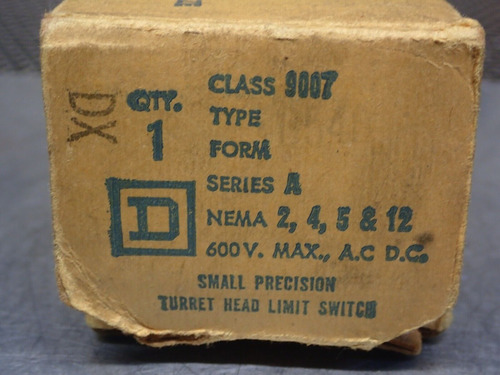 DX
QTY.
1
CLASS 9007
TYPE
FORM
SERIES A
NEMA 2, 4, 5 & 12
600 V. MAX., A.C D.C.
D
SMALL PRECISION
TURRET HEAD LIMIT SWITCH